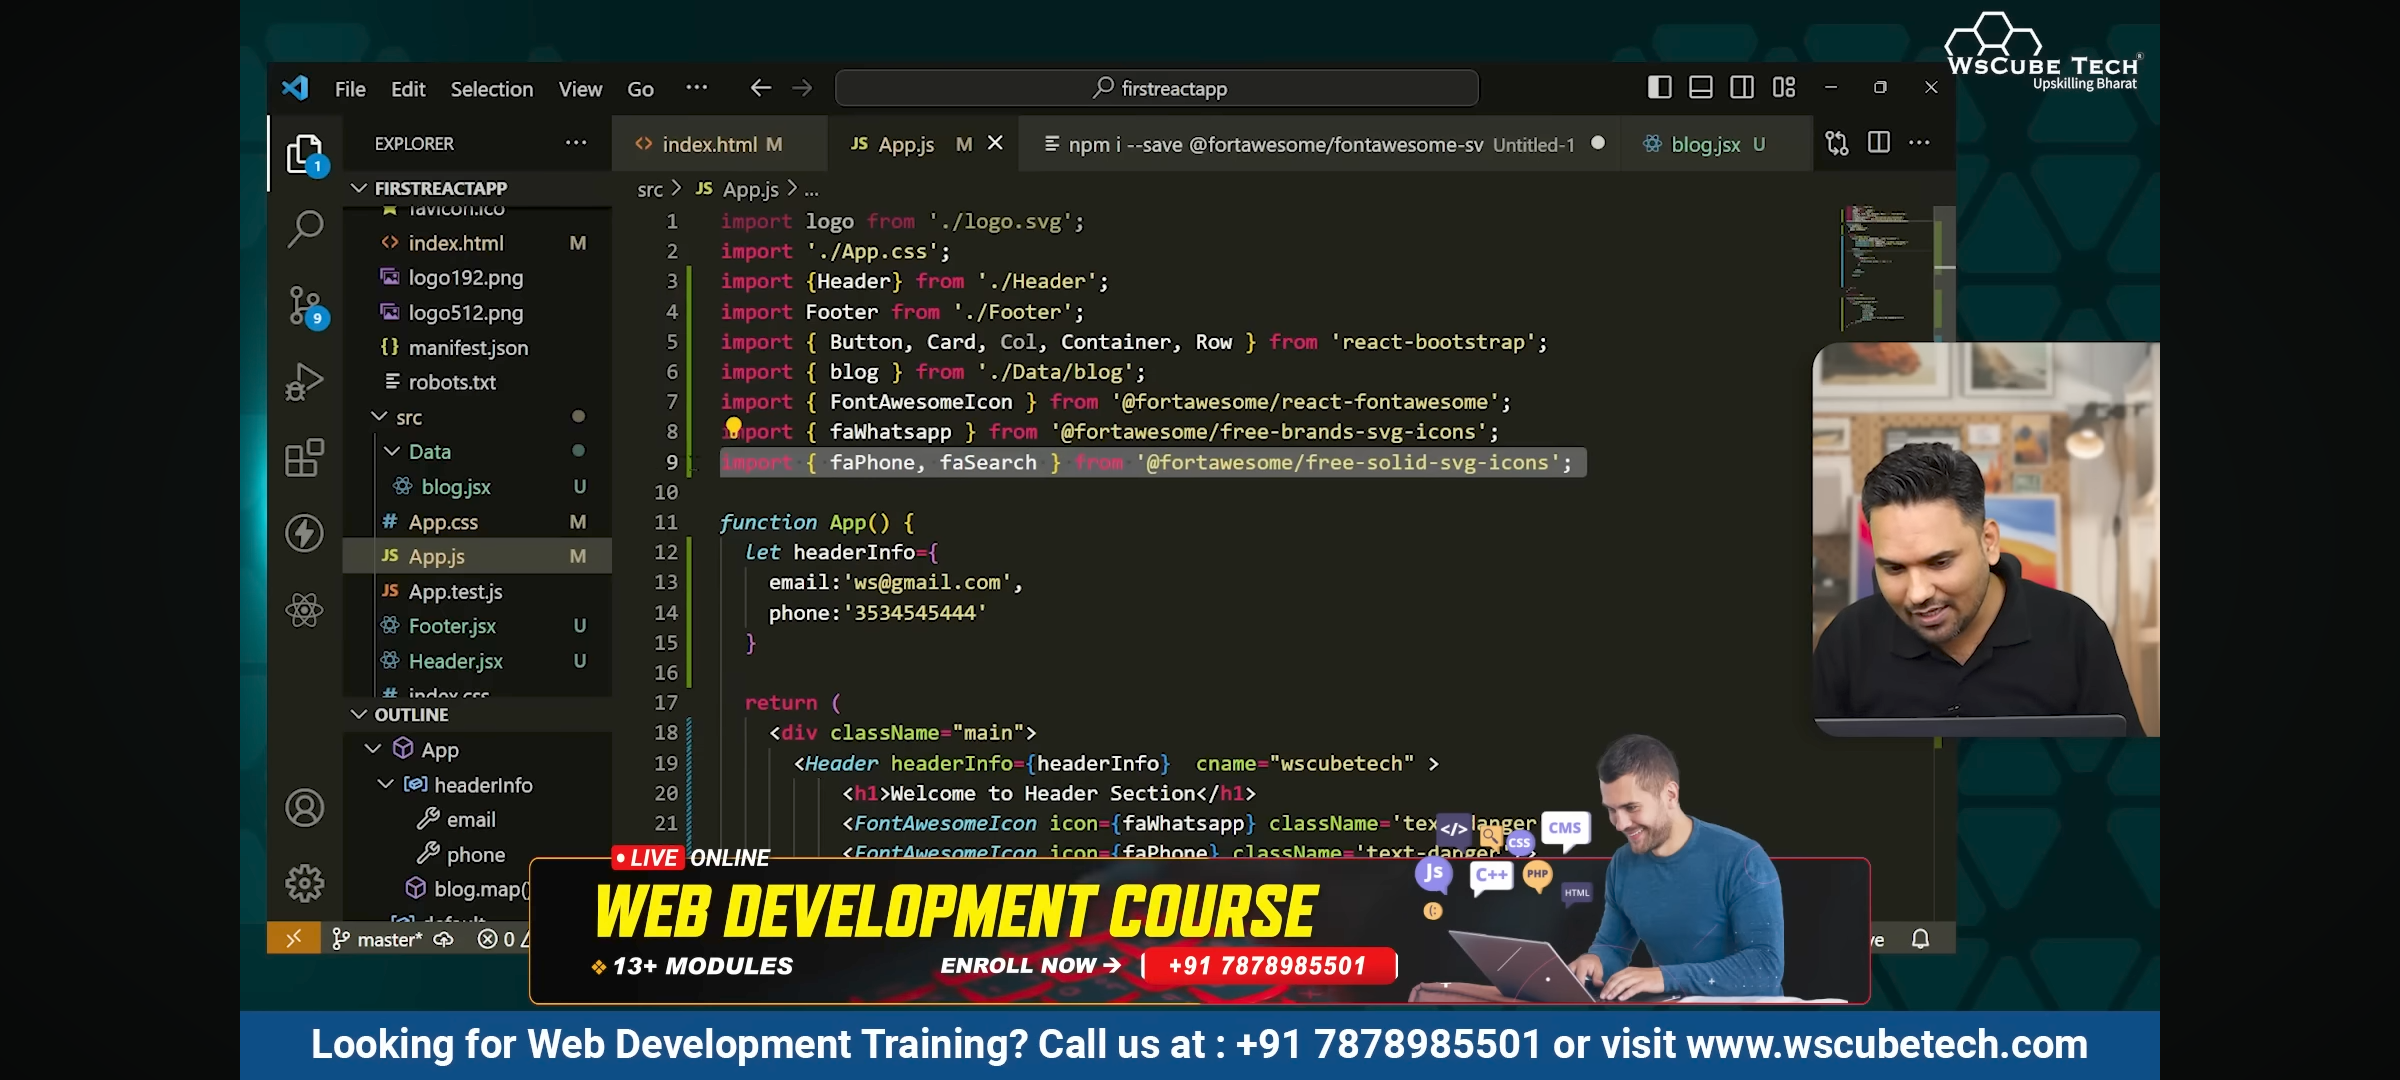 WsCube Tech
Upskilling Bharat
File Edit Selection View Go ··· firstreactapp
EXPLORER ···
index.html M
App.js M
npm i --save @fortawesome/fontawesome-sv Untitled-1
blog.jsx U
FIRSTREACTAPP
favicon.ico
index.html M
logo192.png
logo512.png
manifest.json
robots.txt
src
Data
blog.jsx U
App.css M
App.js M
App.test.js
Footer.jsx U
Header.jsx U
index.css
OUTLINE
App
headerInfo
email
phone
blog.map()
1
9
src > JS App.js > ...
1 import logo from './logo.svg';
2 import './App.css';
3 import {Header} from './Header';
4 import Footer from './Footer';
5 import { Button, Card, Col, Container, Row } from 'react-bootstrap';
6 import { blog } from './Data/blog';
7 import { FontAwesomeIcon } from '@fortawesome/react-fontawesome';
8 import { faWhatsapp } from '@fortawesome/free-brands-svg-icons';
9 import { faPhone, faSearch } from '@fortawesome/free-solid-svg-icons';
10
11 function App() {
12 let headerInfo={
13 email:'ws@gmail.com',
14 phone:'3534545444'
15 }
16
17 return (
18 <div className="main">
19 <Header headerInfo={headerInfo} cname="wscubetech" >
20 <h1>Welcome to Header Section</h1>
21 <FontAwesomeIcon icon={faWhatsapp} className='text-danger
<FontAwesomeIcon icon={faPhone} className='text-danger'
master* 0
• LIVE ONLINE
WEB DEVELOPMENT COURSE
13+ MODULES
ENROLL NOW → +91 7878985501
</> CSS CMS
Js C++ PHP HTML
Looking for Web Development Training? Call us at : +91 7878985501 or visit www.wscubetech.com